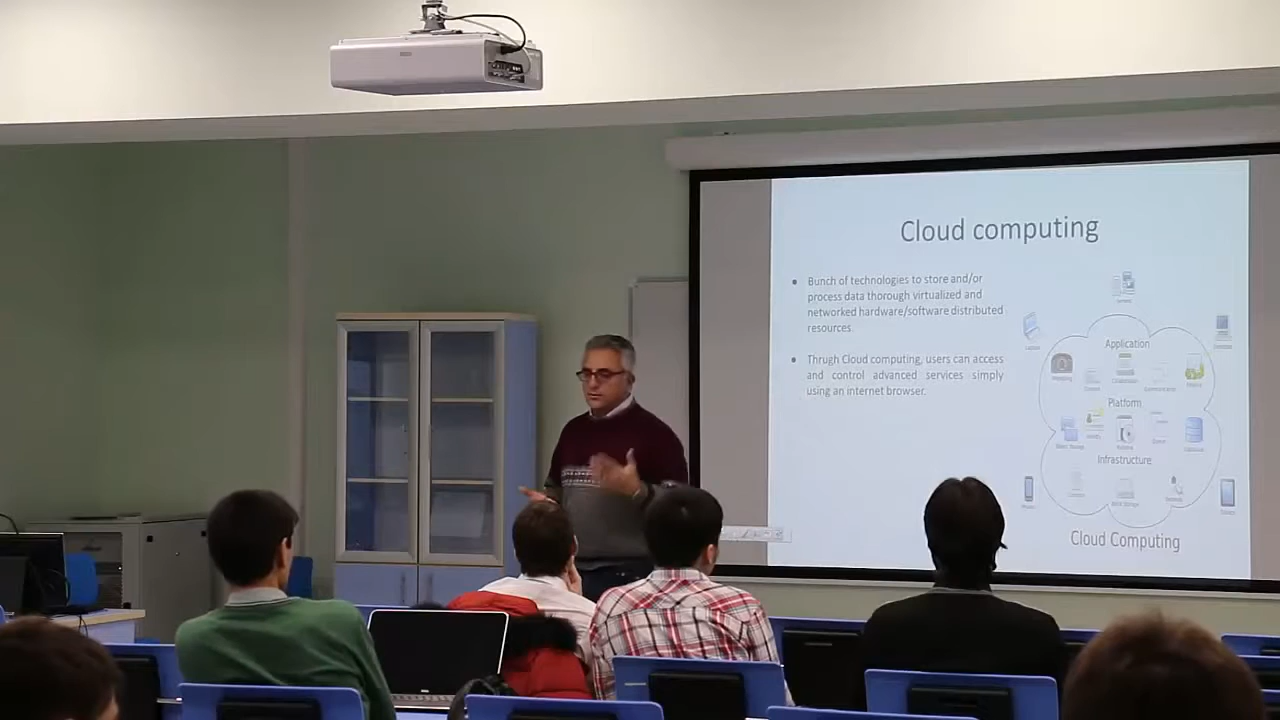 Cloud computing
• Bunch of technologies to store and/or
process data thorough virtualized and
networked hardware/software distributed
resources
• Thrugh Cloud computing, users can access
and control advanced services simply
using an internet browser.
Application
Platform
Infrastructure
Cloud Computing